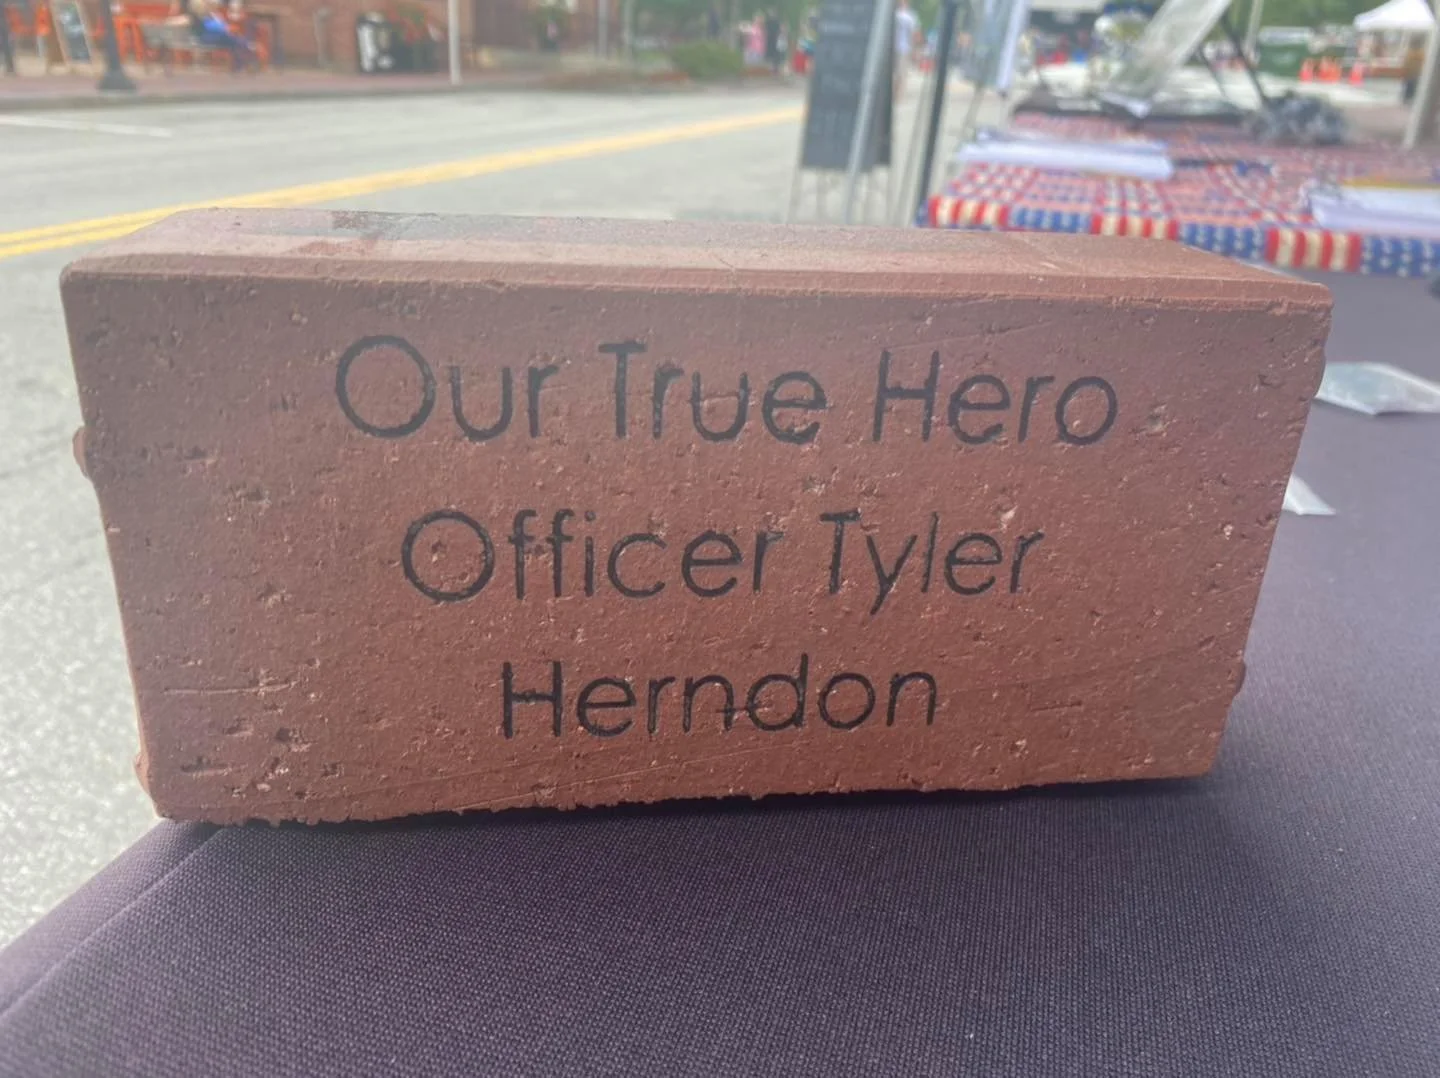 Our True Hero
Officer Tyler
Herndon